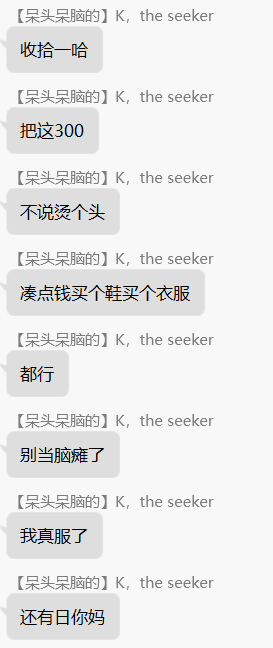 【呆头呆脑的】K，the seeker
收拾一哈
【呆头呆脑的】K，the seeker
把这300
【呆头呆脑的】K，the seeker
不说烫个头
【呆头呆脑的】K，the seeker
凑点钱买个鞋买个衣服
【呆头呆脑的】K，the seeker
都行
【呆头呆脑的】K，the seeker
别当脑瘫了
【呆头呆脑的】K，the seeker
我真服了
【呆头呆脑的】K，the seeker
还有日你妈